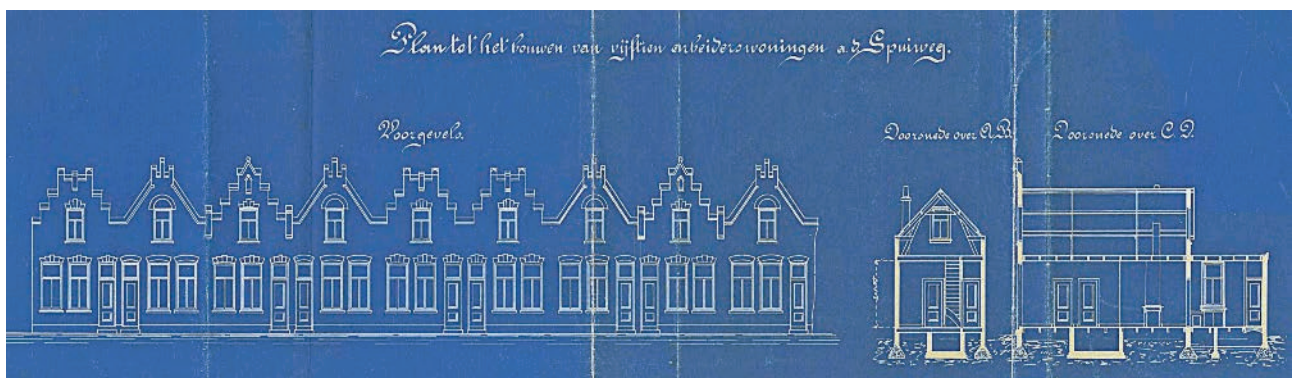 Plan tot het bouwen van vijftien arbeiderswoningen a. d. Spuiweg.
Voorgevels.
Doorsnede over A.B.
Doorsnede over C.D.